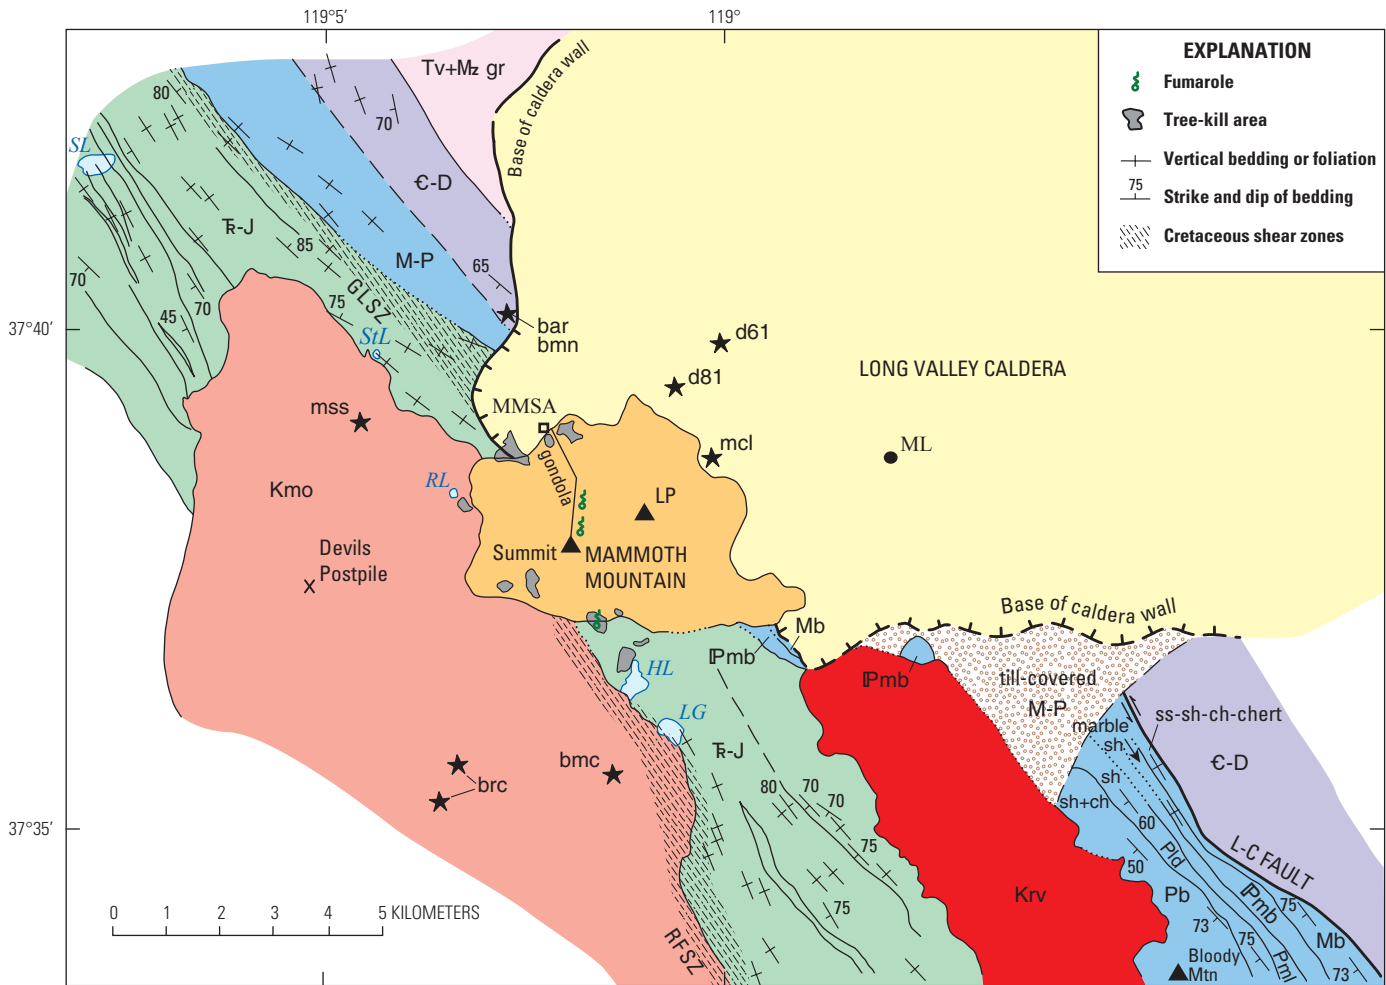 119°5'
119°
EXPLANATION
Fumarole
Tree-kill area
Vertical bedding or foliation
75
Strike and dip of bedding
Cretaceous shear zones
Tv+Mz gr
Base of caldera wall
80
70
SL
Є-D
TR-J
85
M-P
65
70
GLSZ
75
70
45
37°40'
StL
bar
bmn
d61
d81
LONG VALLEY CALDERA
MMSA
mss
mcl
ML
gondola
RL
Kmo
LP
Devils
Postpile
Summit
MAMMOTH
MOUNTAIN
Base of caldera wall
Mb
IPmb
IPmb
HL
till-covered
M-P
LG
ss-sh-ch-chert
marble
sh
TR-J
Є-D
bmc
brc
sh
80
70
70
sh+ch
37°35'
60
75
Pld
L-C FAULT
50
Krv
Pb
IPmb
75
0 1 2 3 4 5 KILOMETERS
75
73
75
Mb
RFSZ
Bloody
Mtn
Pml
73